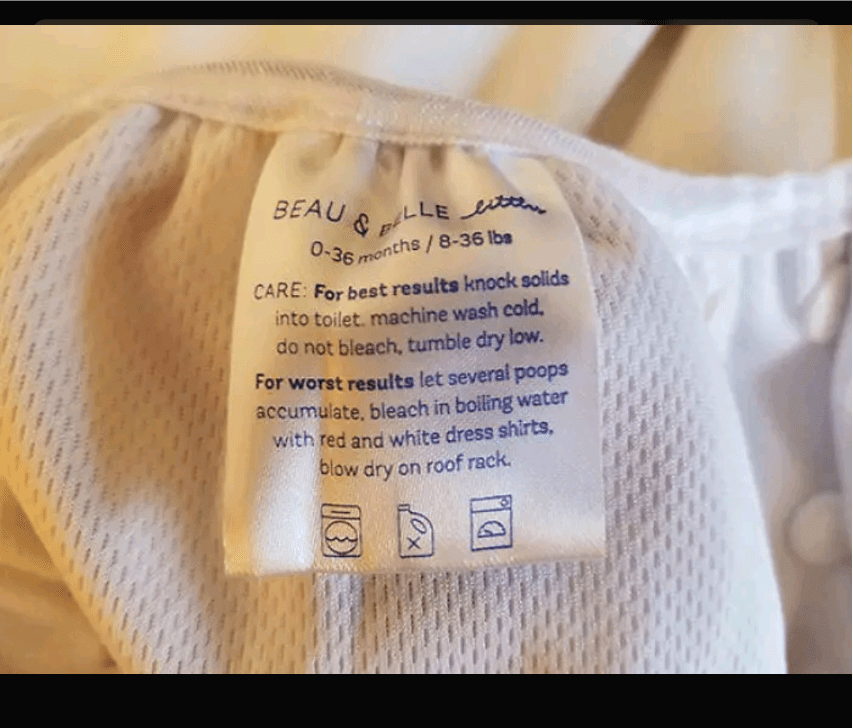 BEAU & BELLE littles
0-36 months / 8-36 lbs
CARE: For best results knock solids
into toilet. machine wash cold,
do not bleach, tumble dry low.
For worst results let several poops
accumulate, bleach in boiling water
with red and white dress shirts,
blow dry on roof rack.